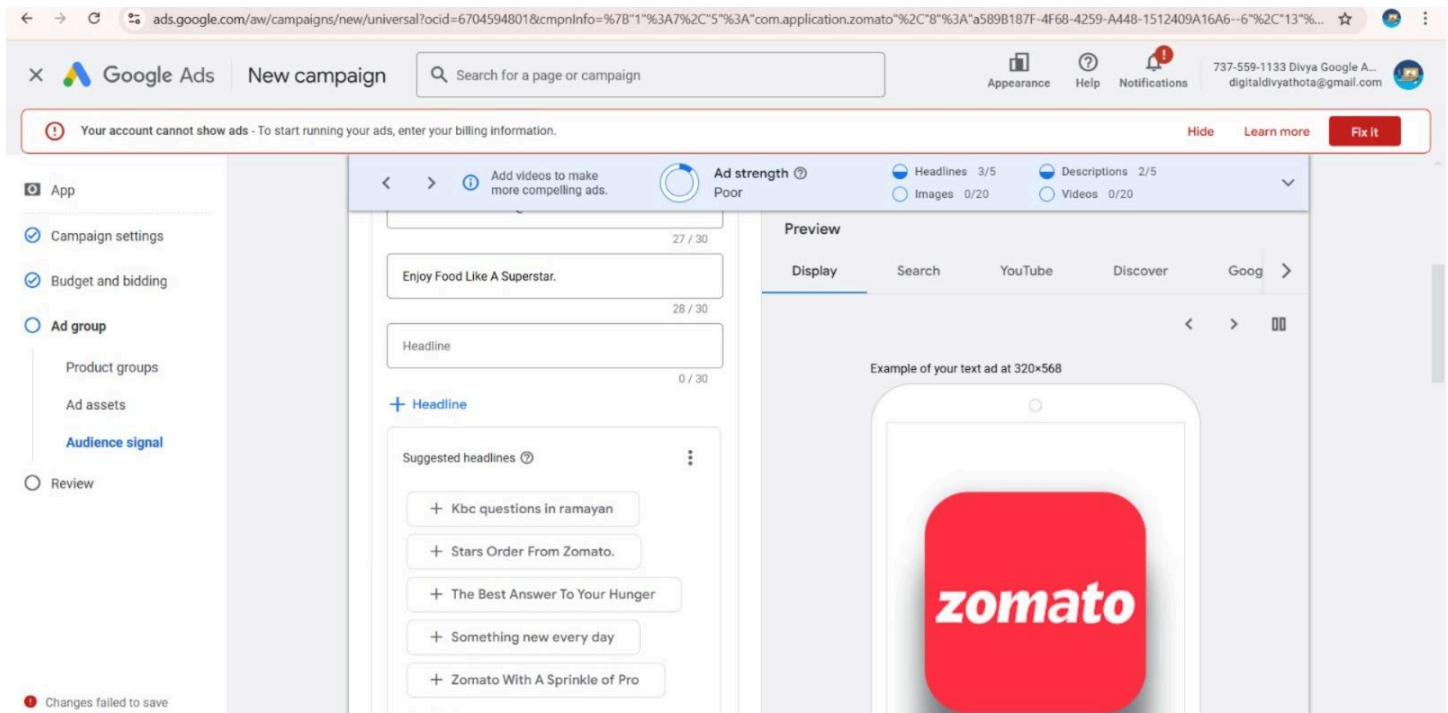 ads.google.com/aw/campaigns/new/universal?ocid=6704594801&cmpnInfo=%7B"1"%3A7%2C"5"%3A"com.application.zomato"%2C"8"%3A"a589B187F-4F68-4259-A448-1512409A16A6--6"%2C"13"%...
Google Ads
New campaign
Search for a page or campaign
Appearance
Help
Notifications
737-559-1133 Divya Google A...
digitaldivyathota@gmail.com
Your account cannot show ads - To start running your ads, enter your billing information.
Hide
Learn more
Fix it
App
Campaign settings
Budget and bidding
Ad group
Product groups
Ad assets
Audience signal
Review
Changes failed to save
Add videos to make
more compelling ads.
Ad strength
Poor
Headlines 3/5
Descriptions 2/5
Images 0/20
Videos 0/20
27 / 30
Enjoy Food Like A Superstar.
28 / 30
Headline
0 / 30
+ Headline
Suggested headlines
+ Kbc questions in ramayan
+ Stars Order From Zomato.
+ The Best Answer To Your Hunger
+ Something new every day
+ Zomato With A Sprinkle of Pro
Preview
Display
Search
YouTube
Discover
Goog
Example of your text ad at 320×568
zomato